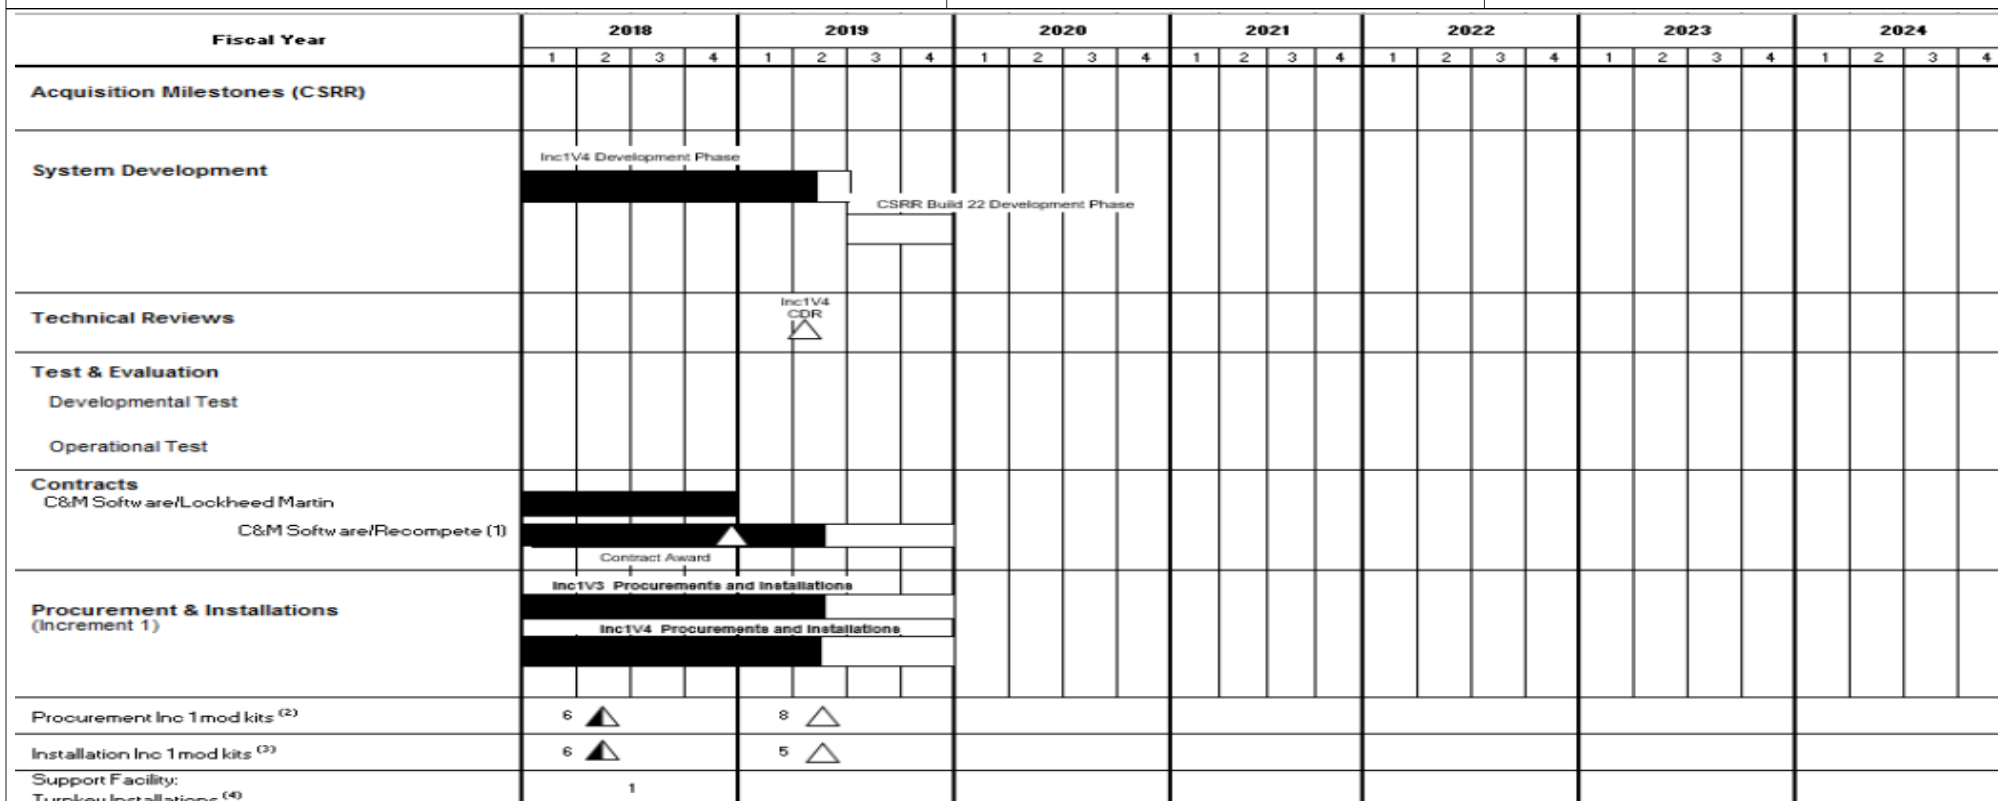 Fiscal Year 2018 2019 2020 2021 2022 2023 2024
1 2 3 4 1 2 3 4 1 2 3 4 1 2 3 4 1 2 3 4 1 2 3 4 1 2 3 4
Acquisition Milestones (CSRR)
Inc1V4 Development Phase
System Development
CSRR Build 22 Development Phase
Inc1V4
CDR
Technical Reviews
Test & Evaluation
Developmental Test
Operational Test
Contracts
C&M Software/Lockheed Martin
C&M Software/Recompete (1)
Contract Award
Inc1V3 Procurements and Installations
Procurement & Installations
(Increment 1)
Inc1V4 Procurements and Installations
Procurement Inc 1 mod kits (2) 6 8
Installation Inc 1 mod kits (3) 6 5
Support Facility:
1
Turnkey Installations (4)